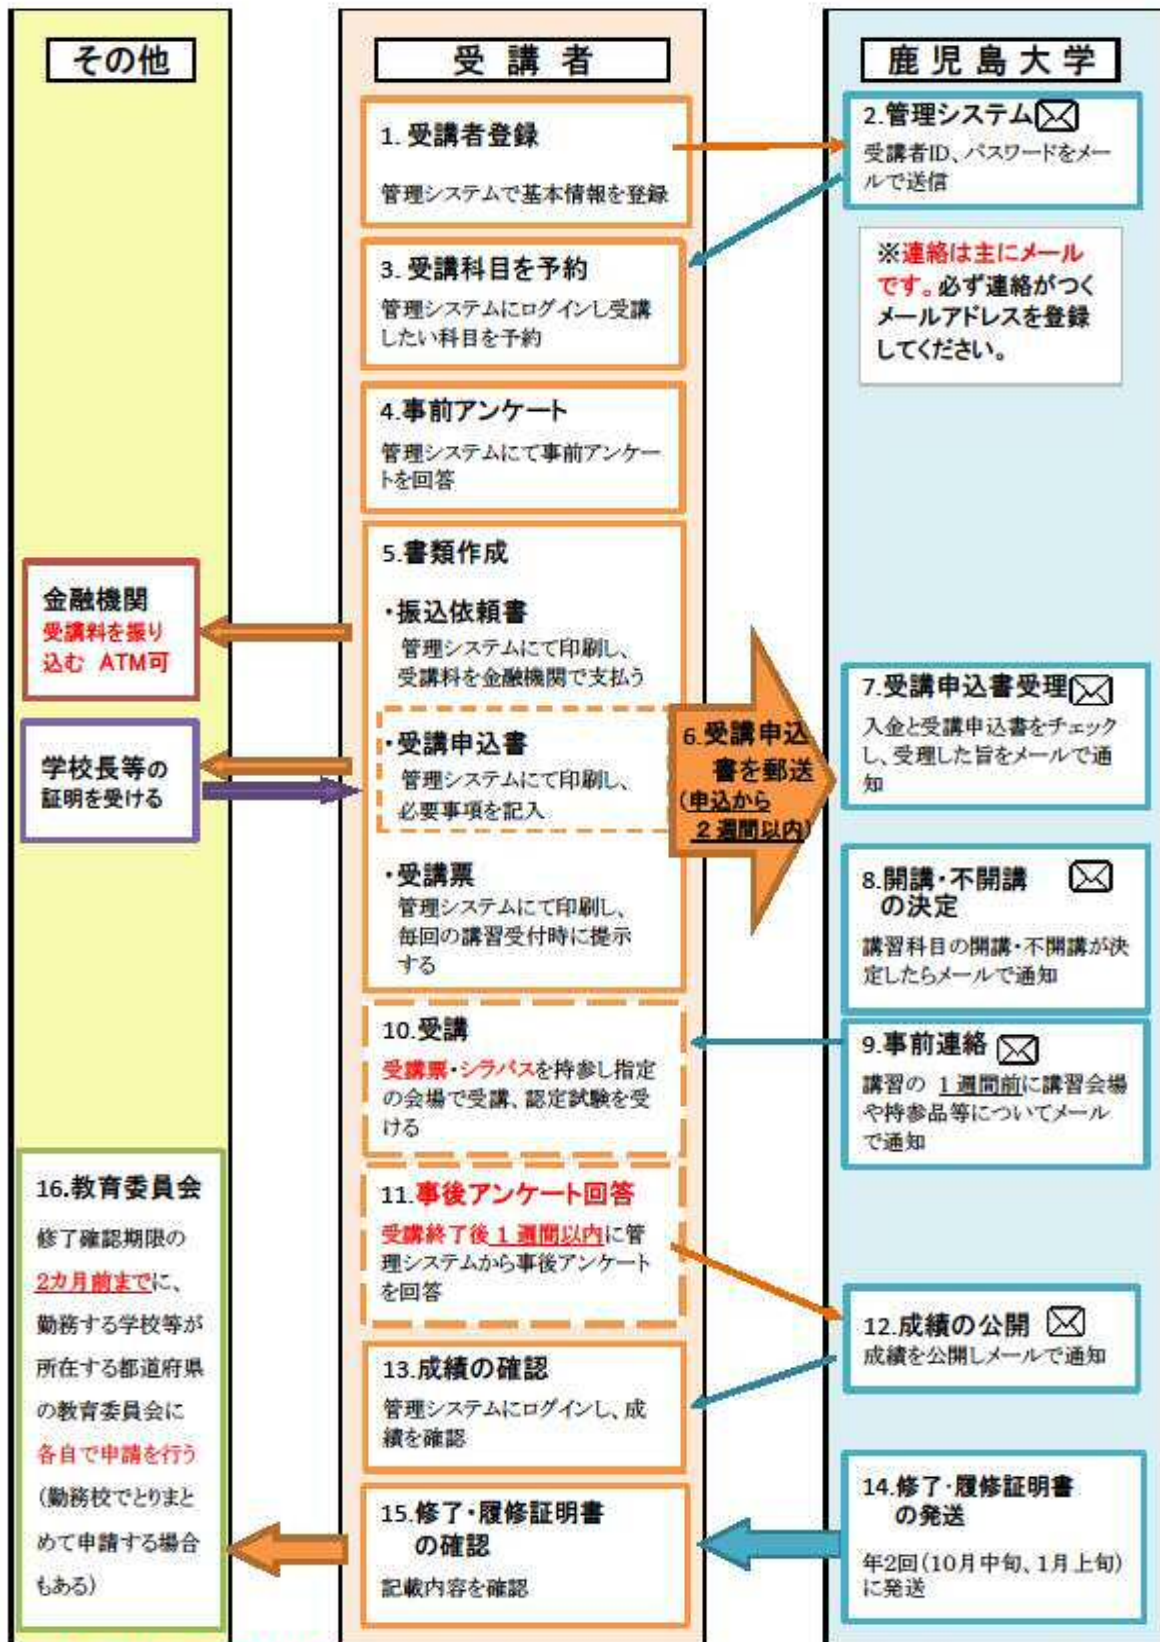 その他
受講者
鹿児島大学
1. 受講者登録
管理システムで基本情報を登録
2.管理システム
受講者ID、パスワードをメー
ルで送信
※連絡は主にメール
です。必ず連絡がつく
メールアドレスを登録
してください。
3. 受講科目を予約
管理システムにログインし受講
したい科目を予約
4.事前アンケート
管理システムにて事前アンケー
トを回答
5.書類作成
・振込依頼書
管理システムにて印刷し、
受講料を金融機関で支払う
・受講申込書
管理システムにて印刷し、
必要事項を記入
・受講票
管理システムにて印刷し、
毎回の講習受付時に提示
する
金融機関
受講料を振り
込む ATM可
学校長等の
証明を受ける
6.受講申込
書を郵送
(申込から
2週間以内)
7.受講申込書受理
入金と受講申込書をチェック
し、受理した旨をメールで通
知
8.開講・不開講
の決定
講習科目の開講・不開講が決
定したらメールで通知
9.事前連絡
講習の 1週間前に講習会場
や持参品等についてメール
で通知
10.受講
受講票・シラバスを持参し指定
の会場で受講、認定試験を受
ける
11.事後アンケート回答
受講終了後1週間以内に管
理システムから事後アンケート
を回答
12.成績の公開
成績を公開しメールで通知
13.成績の確認
管理システムにログインし、成
績を確認
14.修了・履修証明書
の発送
年2回(10月中旬、1月上旬)
に発送
15.修了・履修証明書
の確認
記載内容を確認
16.教育委員会
修了確認期限の
2カ月前までに、
勤務する学校等が
所在する都道府県
の教育委員会に
各自で申請を行う
(勤務校でとりまと
めて申請する場合
もある)